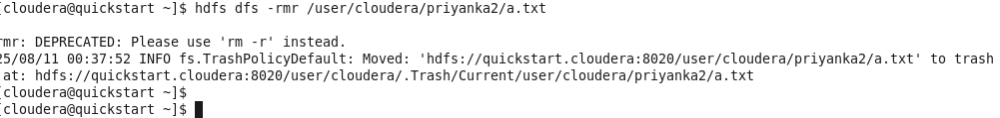 [cloudera@quickstart ~]$ hdfs dfs -rmr /user/cloudera/priyanka2/a.txt
rmr: DEPRECATED: Please use 'rm -r' instead.
25/08/11 00:37:52 INFO fs.TrashPolicyDefault: Moved: 'hdfs://quickstart.cloudera:8020/user/cloudera/priyanka2/a.txt' to trash
at: hdfs://quickstart.cloudera:8020/user/cloudera/.Trash/Current/user/cloudera/priyanka2/a.txt
[cloudera@quickstart ~]$
[cloudera@quickstart ~]$